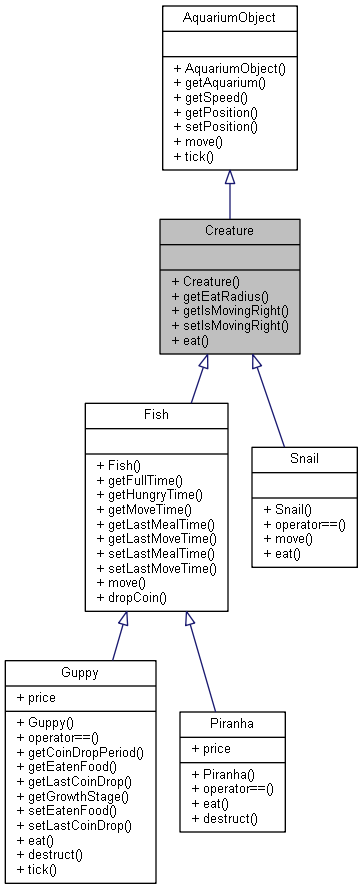 AquariumObject
+ AquariumObject()
+ getAquarium()
+ getSpeed()
+ getPosition()
+ setPosition()
+ move()
+ tick()
Creature
+ Creature()
+ getEatRadius()
+ getIsMovingRight()
+ setIsMovingRight()
+ eat()
Fish
+ Fish()
+ getFullTime()
+ getHungryTime()
+ getMoveTime()
+ getLastMealTime()
+ getLastMoveTime()
+ setLastMealTime()
+ setLastMoveTime()
+ move()
+ dropCoin()
Snail
+ Snail()
+ operator==()
+ move()
+ eat()
Guppy
+ price
+ Guppy()
+ operator==()
+ getCoinDropPeriod()
+ getEatenFood()
+ getLastCoinDrop()
+ getGrowthStage()
+ setEatenFood()
+ setLastCoinDrop()
+ eat()
+ destruct()
+ tick()
Piranha
+ price
+ Piranha()
+ operator==()
+ eat()
+ destruct()